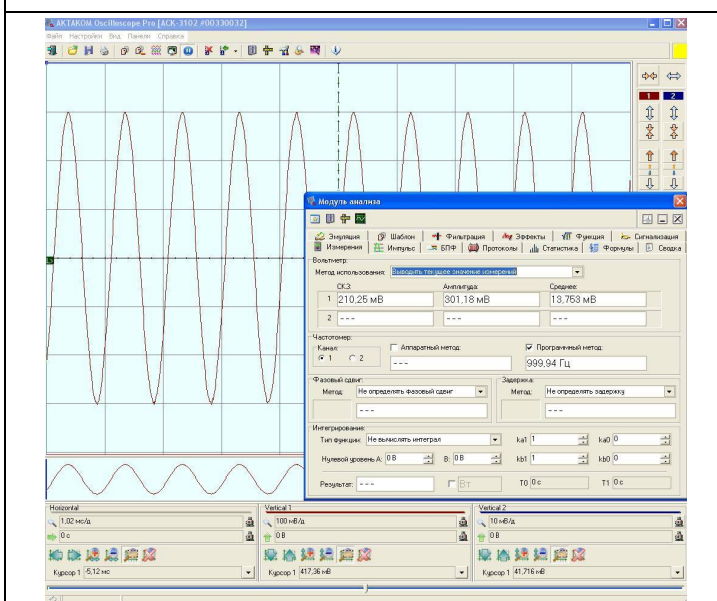 AKTAKOM Oscilloscope Pro [АСК-3102 #00330032]
Файл Настройки Вид Панели Справка
1 2
Модуль анализа
Эмуляция Шаблон Фильтрация Эффекты Функция Сигнализация
Измерения Импульс БПФ Протоколы Статистика Формулы Сводка
Вольтметр:
Метод использования: Выводить текущее значение измерений
СКЗ: Амплитуда: Среднее:
1 210,25 мВ 301,18 мВ 13,753 мВ
2 --- --- ---
Частотомер:
Канал: Аппаратный метод: Программный метод:
1 2 --- 999,94 Гц
Фазовый сдвиг: Задержка:
Метод: Не определять фазовый сдвиг Метод: Не определять задержку
--- ---
Интегрирование:
Тип функции: Не вычислять интеграл ka1 1 ka0 0
Нулевой уровень A: 0 В B: 0 В kb1 1 kb0 0
Результат: --- Вт T0 0 с T1 0 с
Horizontal Vertical 1 Vertical 2
1,02 мс/д 100 мВ/д 10 мВ/д
0 с 0 В 0 В
Курсор 1 -5,12 мс Курсор 1 417,36 мВ Курсор 1 41,716 мВ